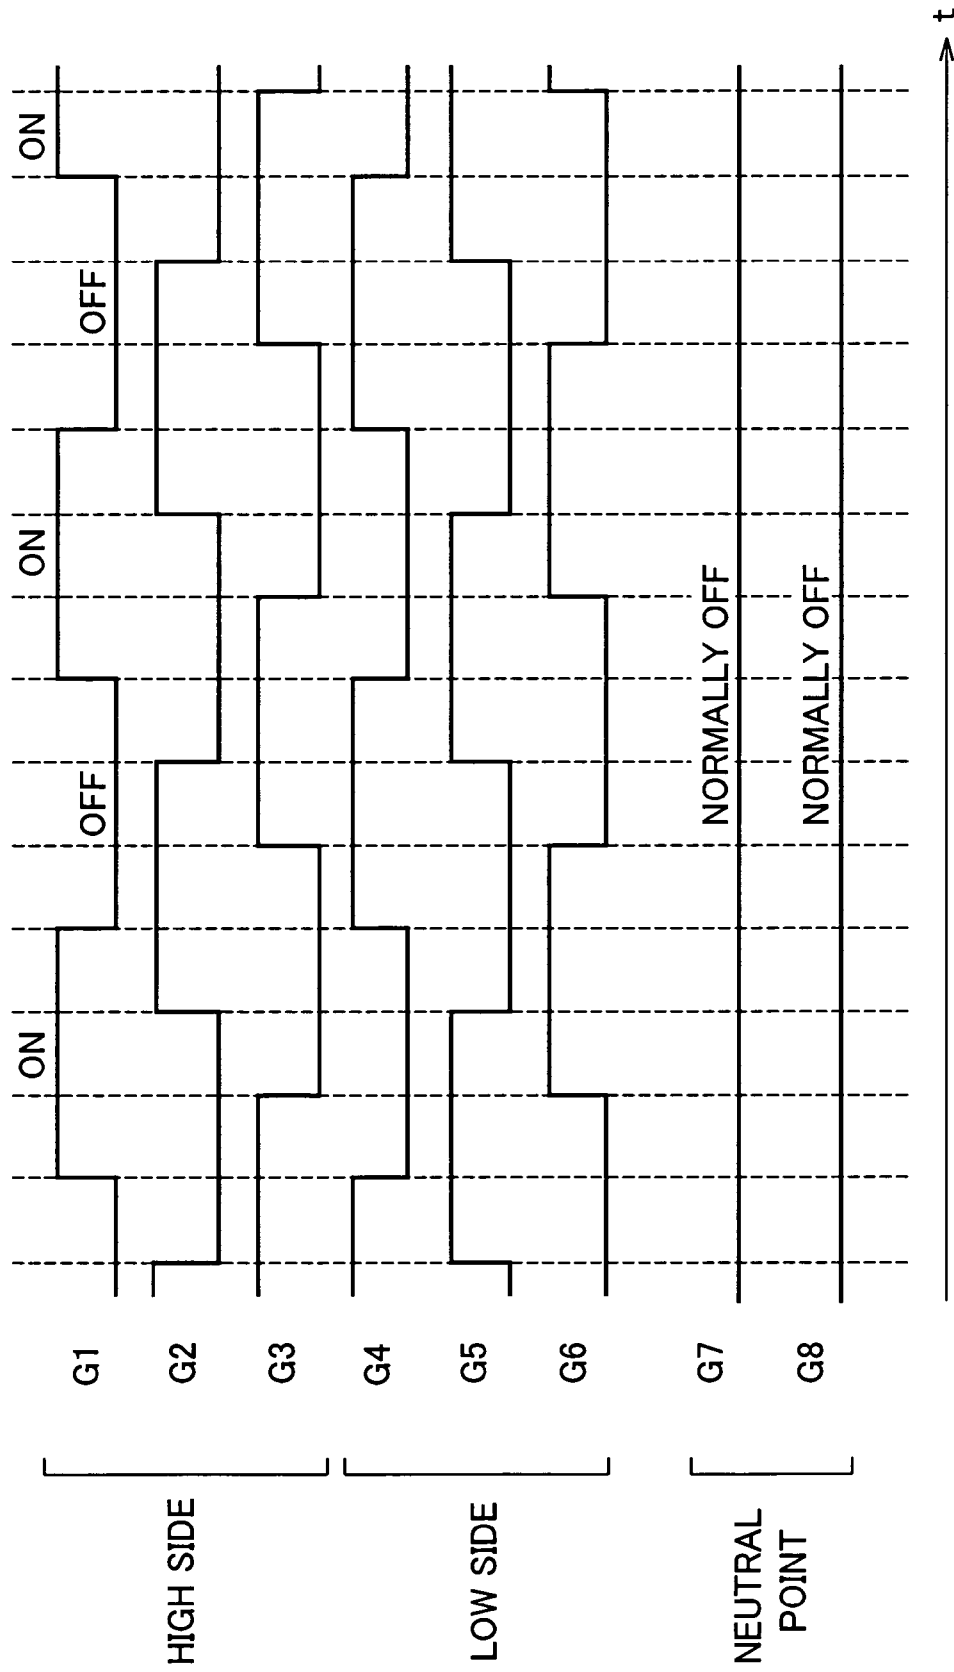 HIGH SIDE
G1
ON
OFF
ON
OFF
ON
G2
G3
LOW SIDE
G4
G5
G6
NEUTRAL
POINT
G7
NORMALLY OFF
G8
NORMALLY OFF
t